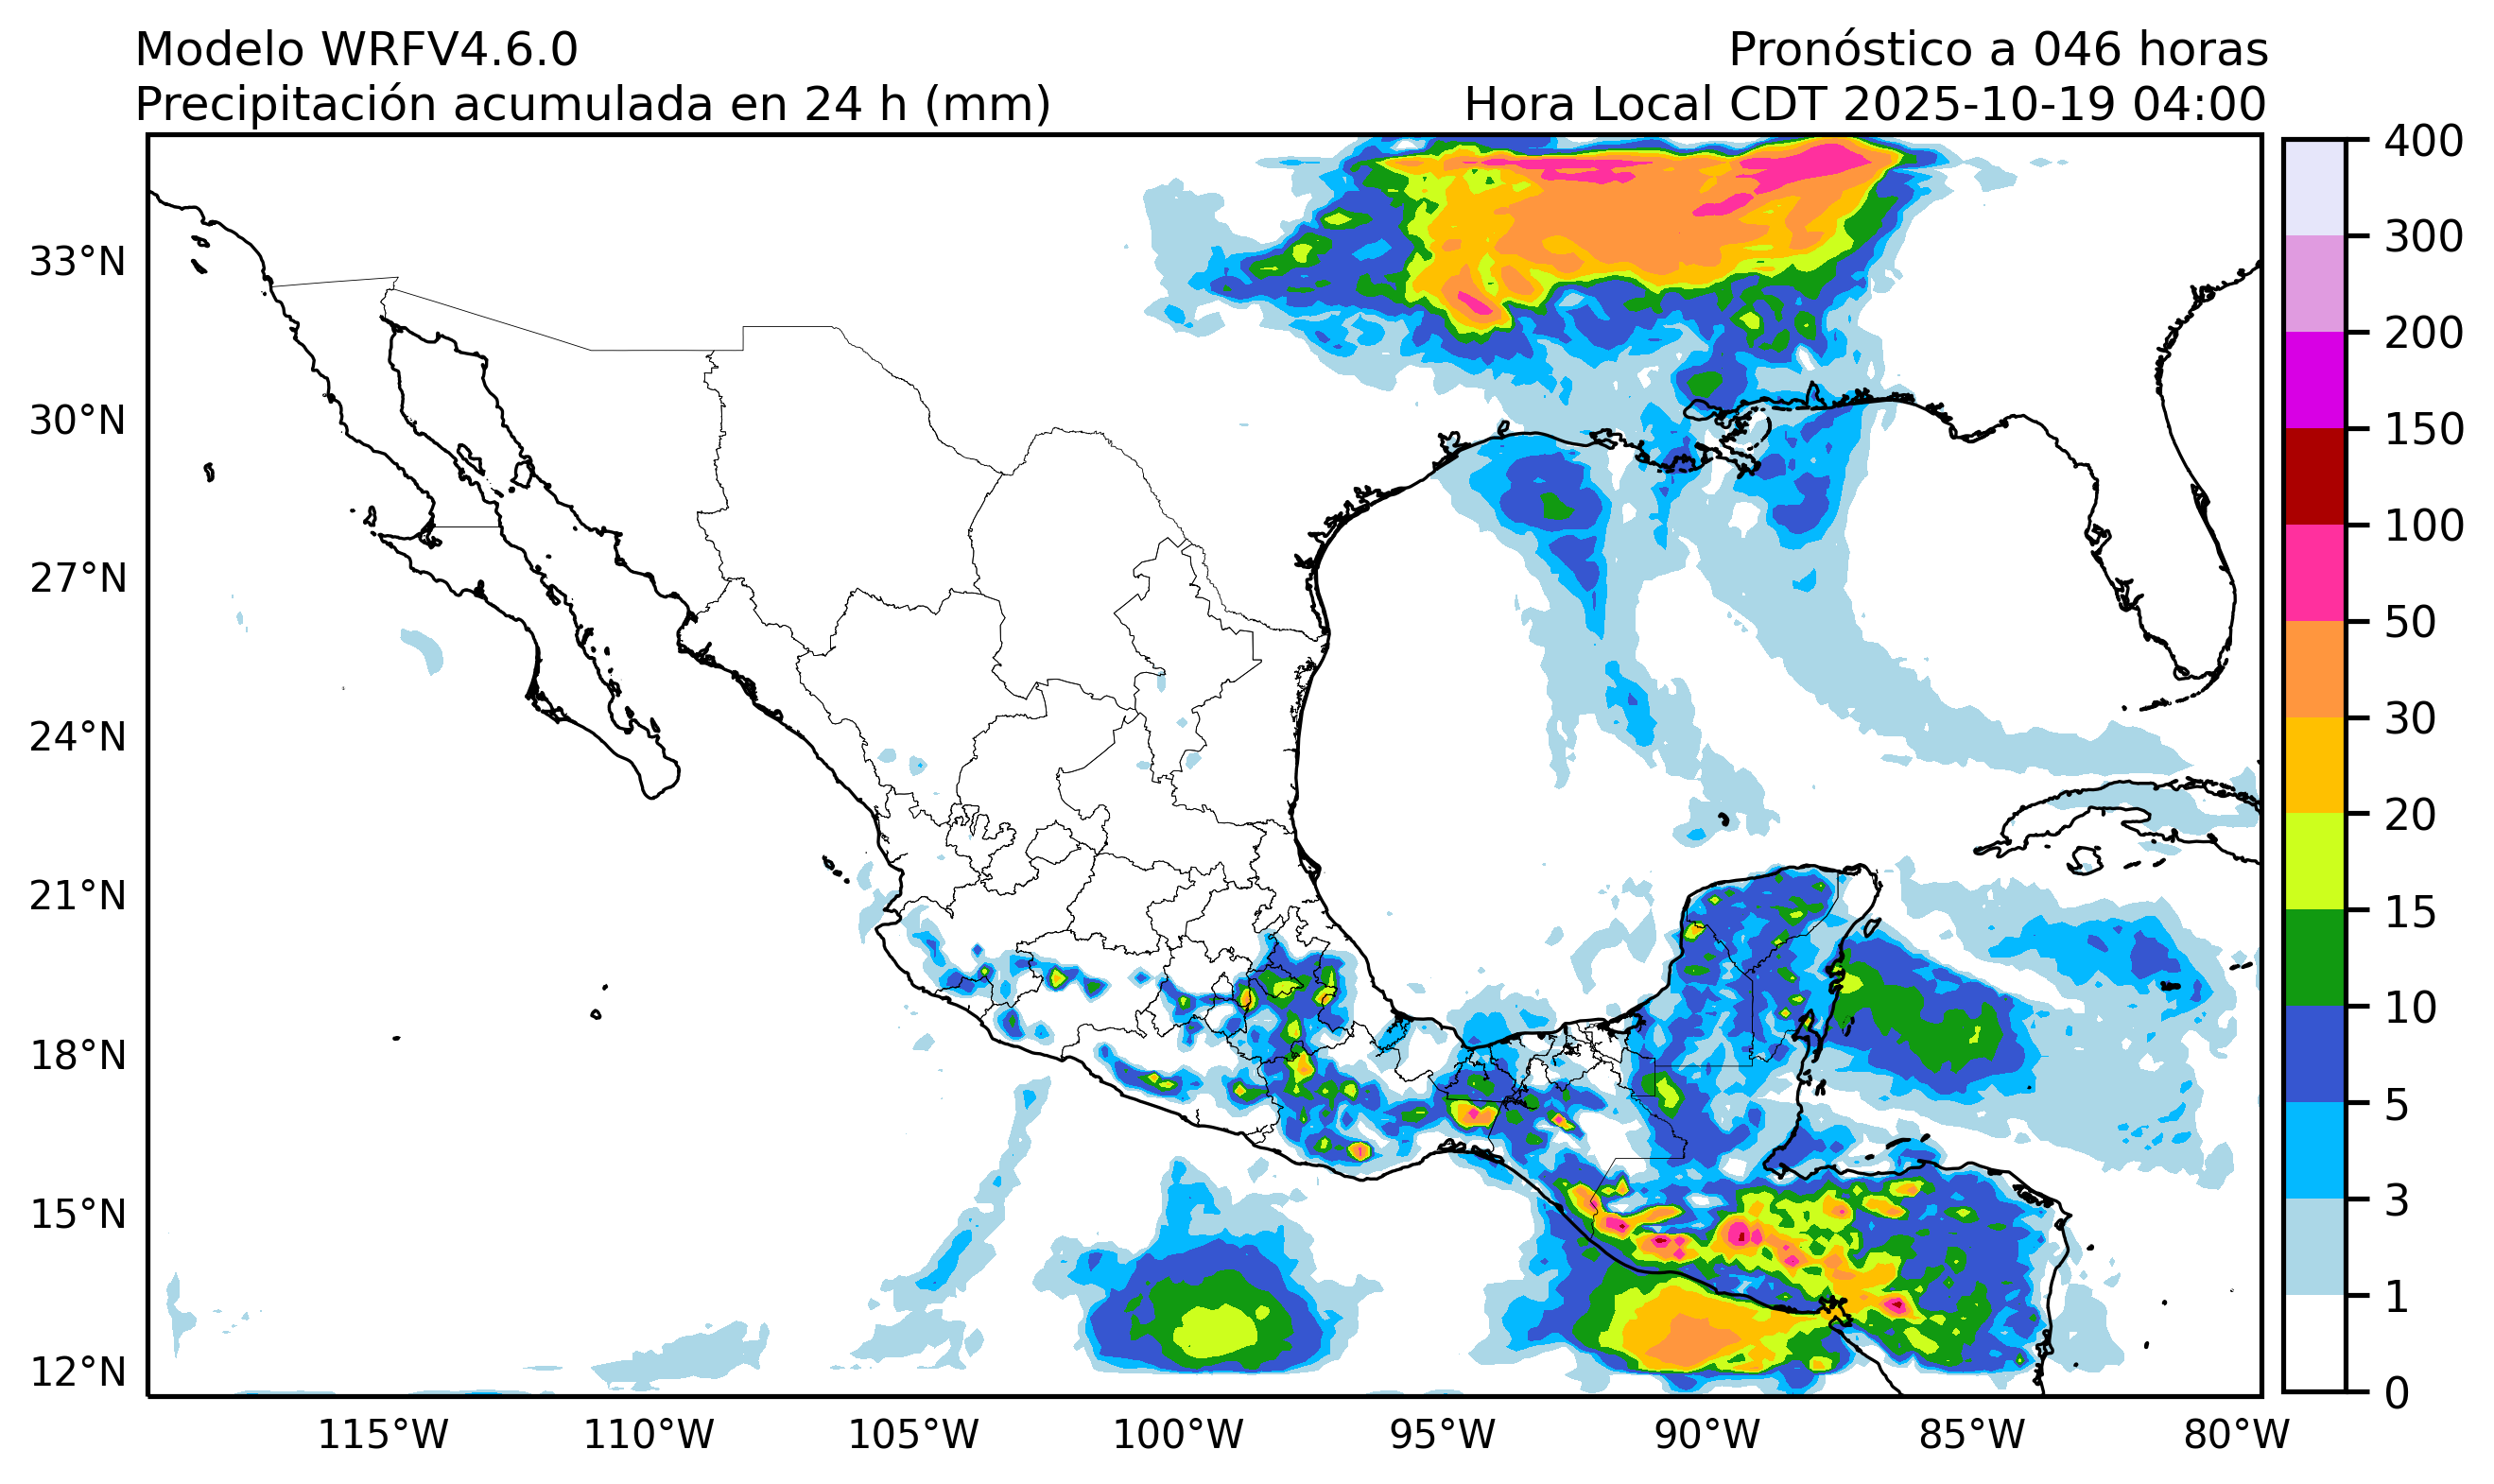 Modelo WRFV4.6.0
Pronóstico a 046 horas
Precipitación acumulada en 24 h (mm)
Hora Local CDT 2025-10-19 04:00
33°N
30°N
27°N
24°N
21°N
18°N
15°N
12°N
115°W
110°W
105°W
100°W
95°W
90°W
85°W
80°W
400
300
200
150
100
50
30
20
15
10
5
3
1
0